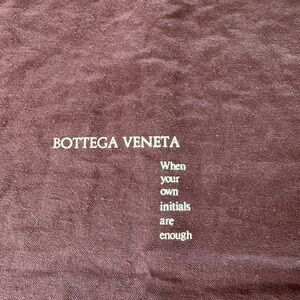 BOTTEGA VENETA
When
your
own
initials
are
enough